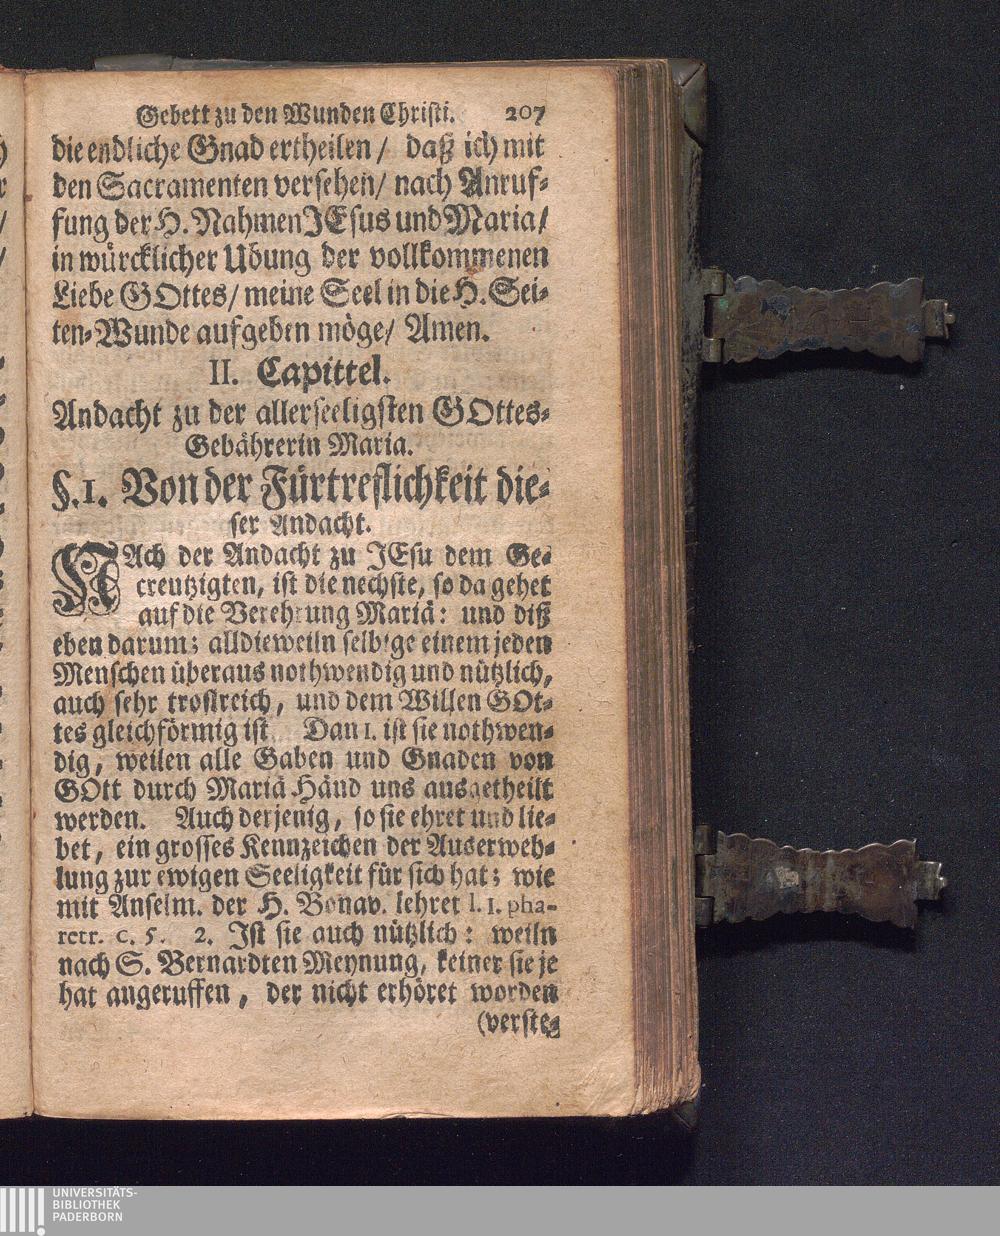 Gebett zu den Wunden Christi. 207
die endliche Gnad ertheilen / daß ich mit
den Sacramenten versehen / nach Anruf-
fung der H. Nahmen JEsus und Maria /
in würcklicher Ubung der vollkommenen
Liebe GOttes / meine Seel in die H. Sei-
ten-Wunde aufgeben möge / Amen.
II. Capittel.
Andacht zu der allerseeligsten GOttes-
Gebährerin Maria.
§. 1. Von der Fürtreflichkeit die-
ser Andacht.
NAch der Andacht zu JEsu dem Ge-
creutzigten, ist die nechste, so da gehet
auf die Verehrung Mariä: und diß
eben darum; alldieweiln selbige einem jeden
Menschen überaus nothwendig und nützlich,
auch sehr trostreich, und dem Willen GOt-
tes gleichförmig ist Dan 1. ist sie nothwen-
dig, weilen alle Gaben und Gnaden von
GOtt durch Mariä Händ uns ausgetheilt
werden. Auch derjenig, so sie ehret und lie-
bet, ein grosses Kennzeichen der Auserweh-
lung zur ewigen Seeligkeit für sich hat; wie
mit Anselm. der H. Bonav. lehret l. 1. pha-
retr. c. 5. 2. Ist sie auch nützlich: weiln
nach S. Bernardten Meynung, keiner sie je
hat angeruffen, der nicht erhöret worden
(verste-
UNIVERSITÄTS-
BIBLIOTHEK
PADERBORN